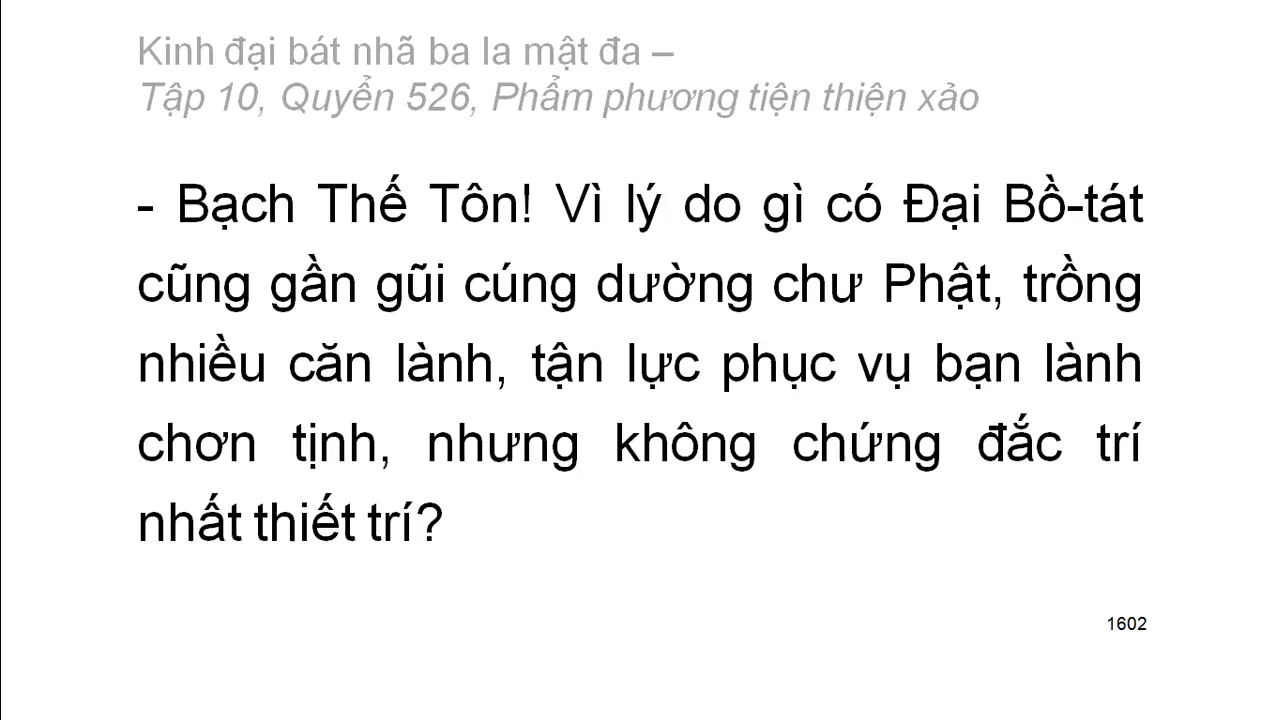 Kinh đại bát nhã ba la mật đa –
Tập 10, Quyển 526, Phẩm phương tiện thiện xảo
- Bạch Thế Tôn! Vì lý do gì có Đại Bồ-tát
cũng gần gũi cúng dường chư Phật, trồng
nhiều căn lành, tận lực phục vụ bạn lành
chơn tịnh, nhưng không chứng đắc trí
nhất thiết trí?
1602